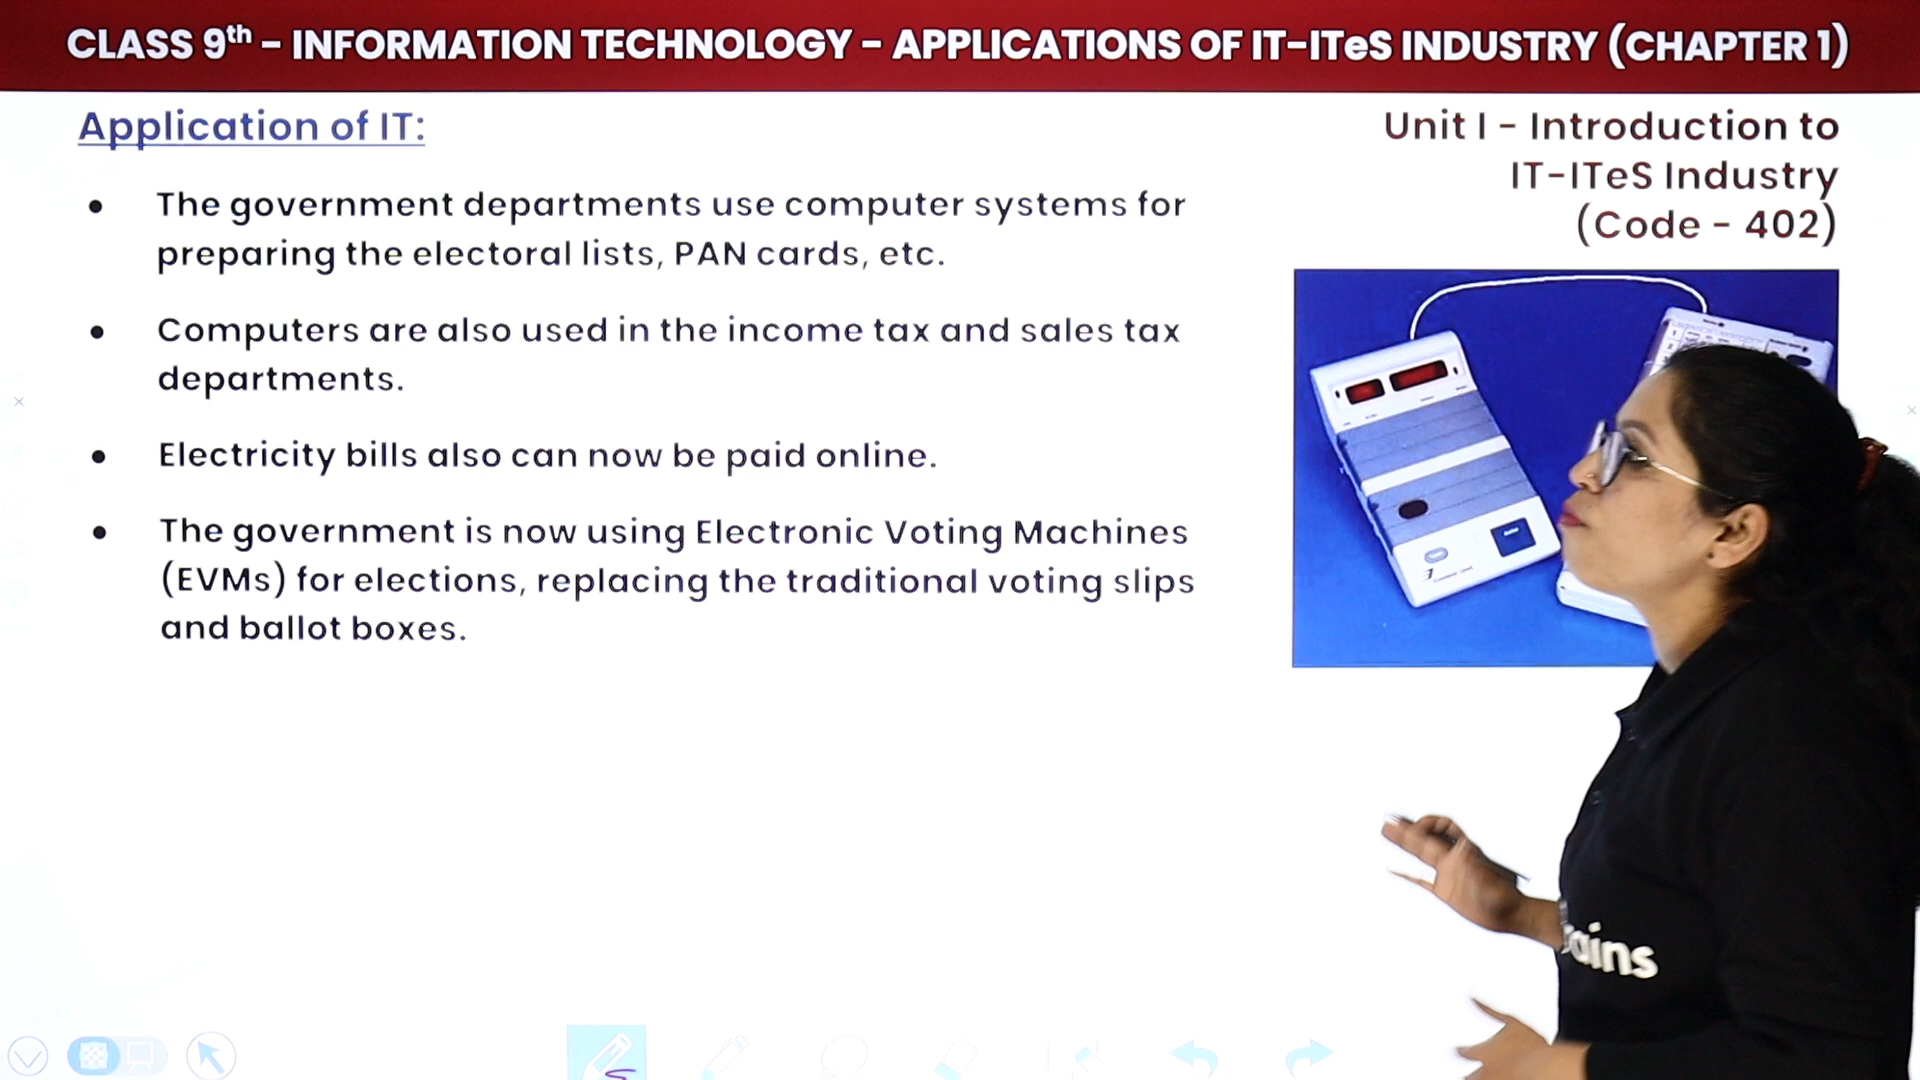 CLASS 9th – INFORMATION TECHNOLOGY – APPLICATIONS OF IT-ITeS INDUSTRY (CHAPTER 1)
Application of IT:
Unit I – Introduction to
IT-ITeS Industry
(Code – 402)
• The government departments use computer systems for
preparing the electoral lists, PAN cards, etc.
• Computers are also used in the income tax and sales tax
departments.
• Electricity bills also can now be paid online.
• The government is now using Electronic Voting Machines
(EVMs) for elections, replacing the traditional voting slips
and ballot boxes.